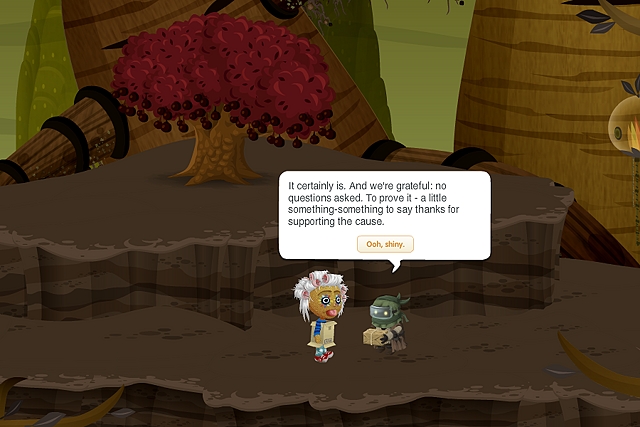 It certainly is. And we're grateful: no
questions asked. To prove it - a little
something-something to say thanks for
supporting the cause.
Ooh, shiny.